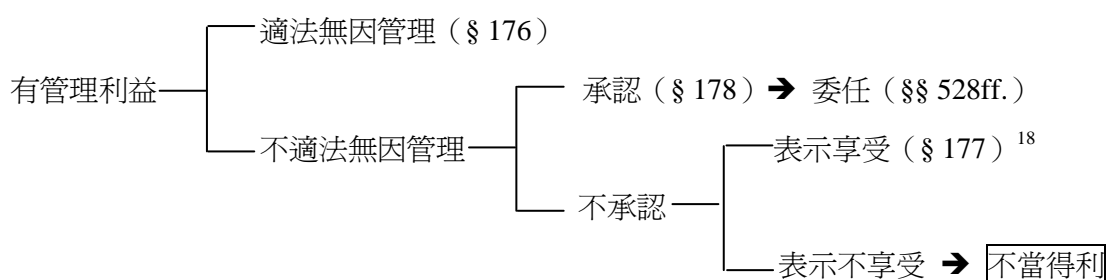 適法無因管理（§ 176）
有管理利益
承認（§ 178）➔ 委任（§§ 528ff.）
不適法無因管理
表示享受（§ 177）18
不承認
表示不享受 ➔ 不當得利